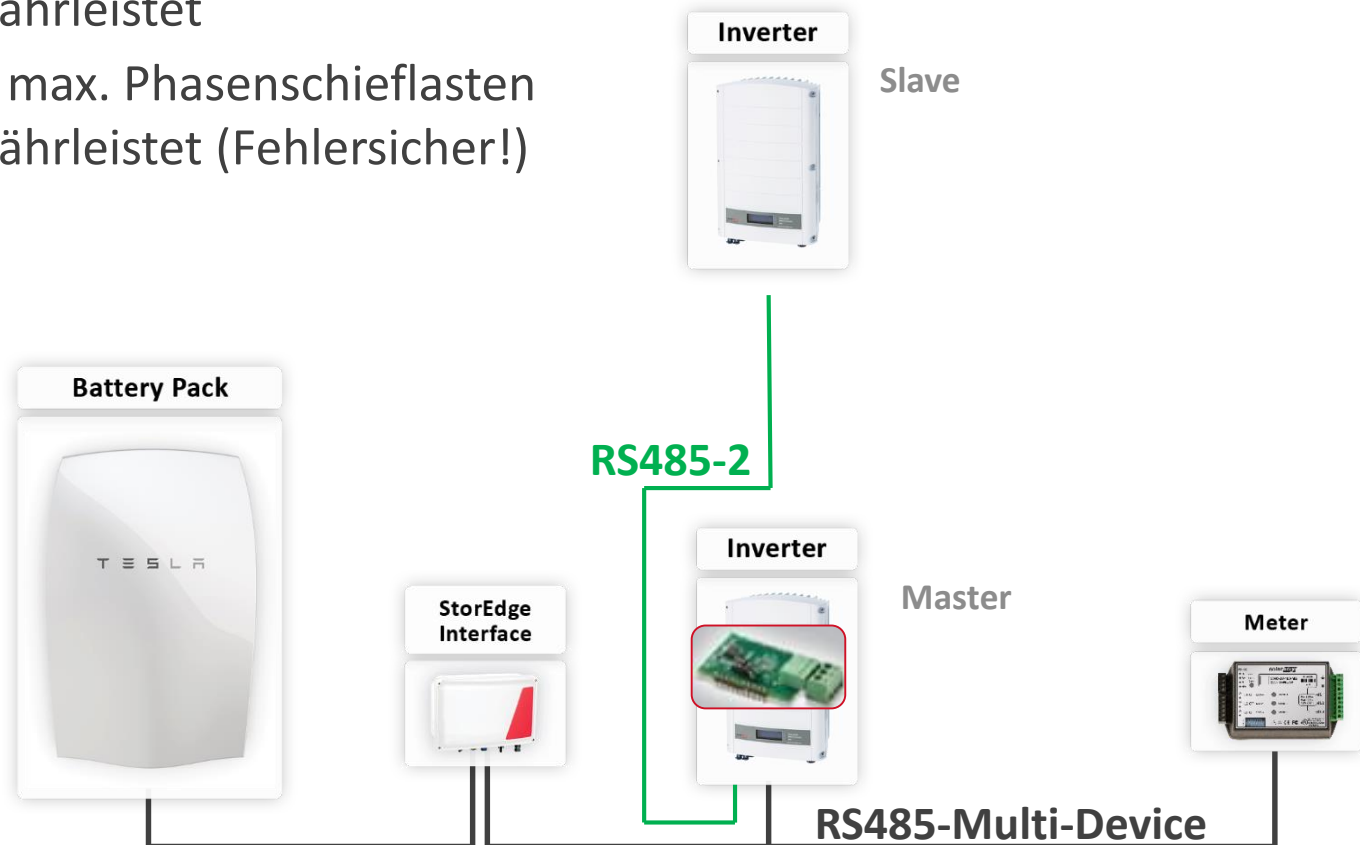 ährleistet
max. Phasenschieflasten
ährleistet (Fehlersicher!)
Inverter
Slave
Battery Pack
TESLA
RS485-2
StorEdge
Interface
Inverter
Master
Meter
RS485-Multi-Device